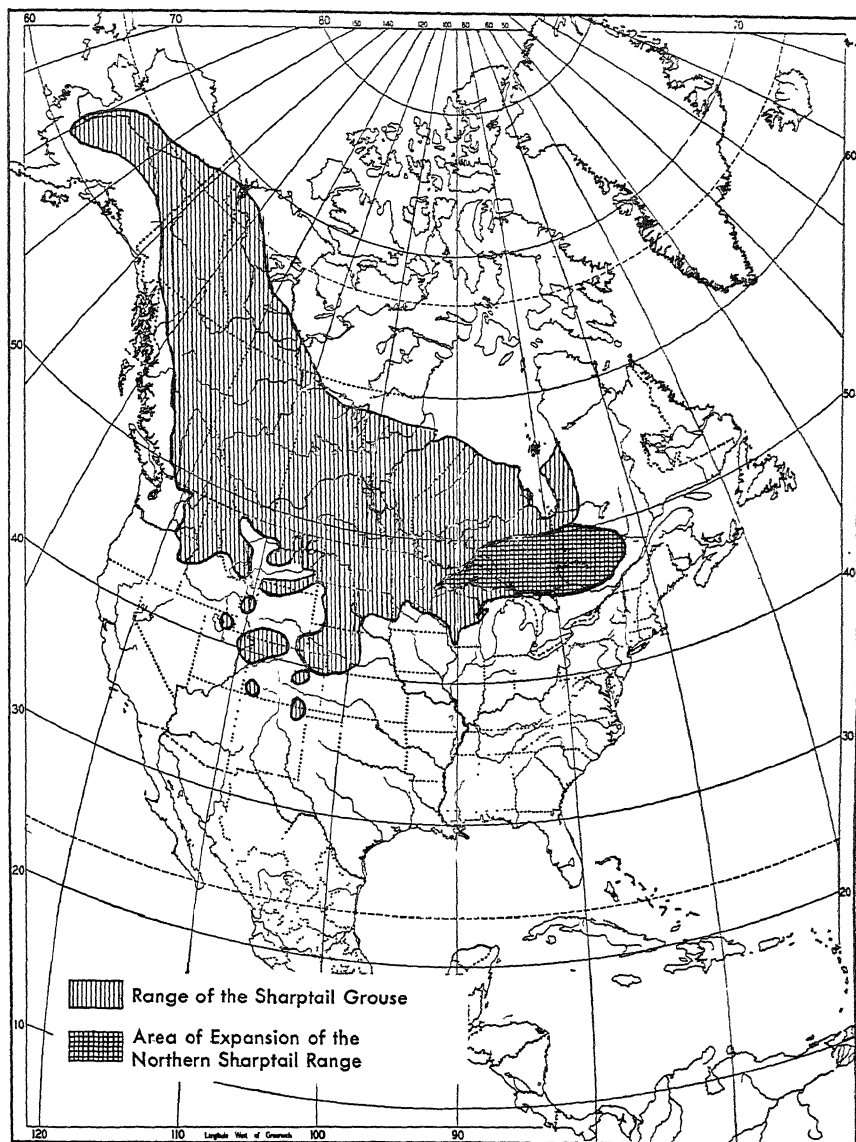 60 70 80 150 140 120 100 80 60 50 70
60
50
50
40
40
30
30
20
20
10
Range of the Sharptail Grouse
Area of Expansion of the
Northern Sharptail Range
120 110 Longitude West of Greenwich 100 90